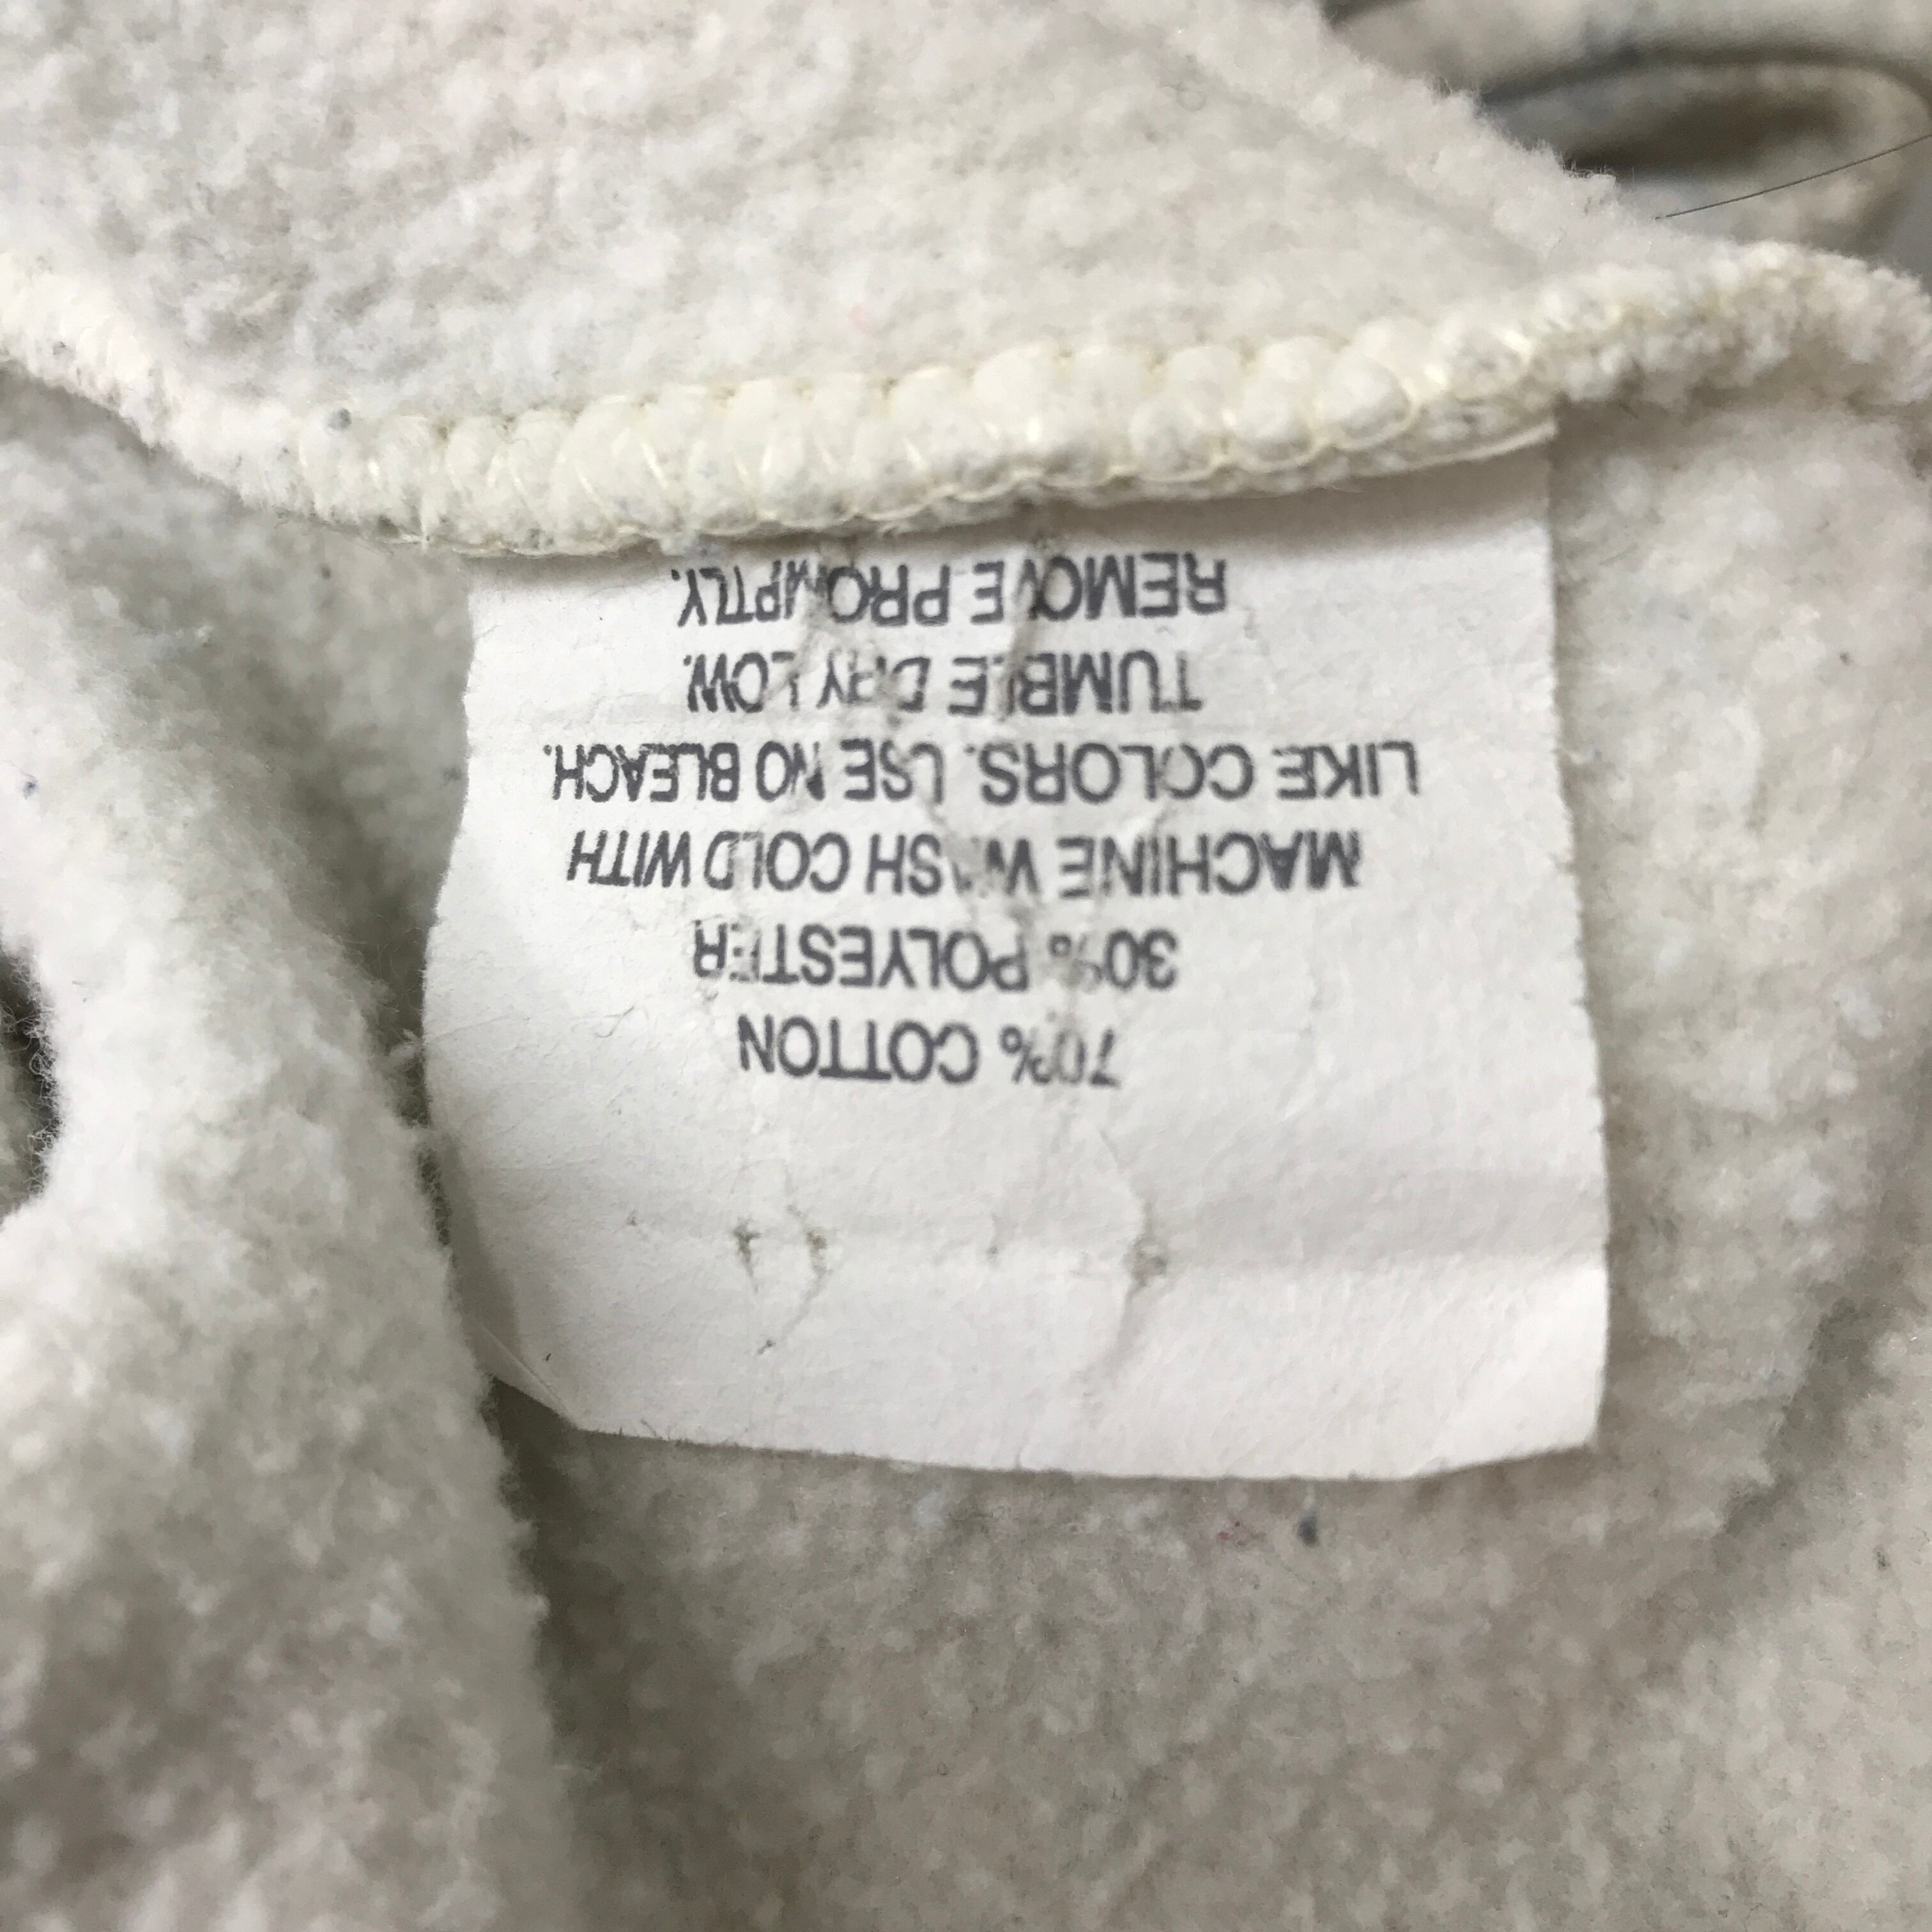 70% COTTON
30% POLYESTER
MACHINE WASH COLD WITH
LIKE COLORS. USE NO BLEACH.
TUMBLE DRY LOW.
REMOVE PROMPTLY.